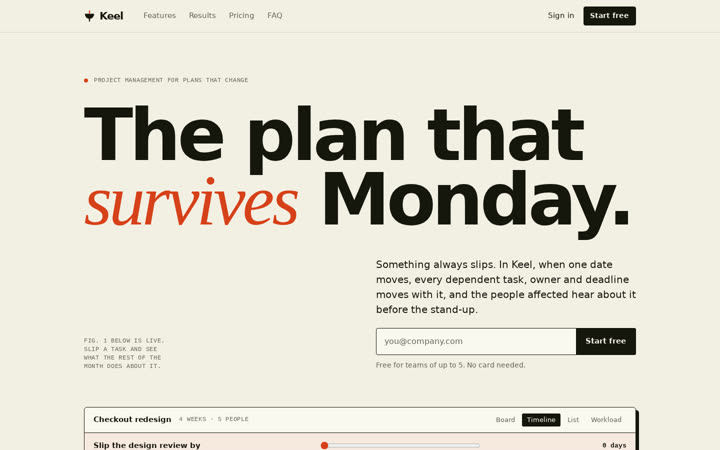 Keel
Features
Results
Pricing
FAQ
Sign in
Start free
PROJECT MANAGEMENT FOR PLANS THAT CHANGE
The plan that
survives Monday.
Something always slips. In Keel, when one date
moves, every dependent task, owner and deadline
moves with it, and the people affected hear about it
before the stand-up.
you@company.com
Start free
Free for teams of up to 5. No card needed.
FIG. 1 BELOW IS LIVE.
SLIP A TASK AND SEE
WHAT THE REST OF THE
MONTH DOES ABOUT IT.
Checkout redesign
4 WEEKS · 5 PEOPLE
Board
Timeline
List
Workload
Slip the design review by
0 days